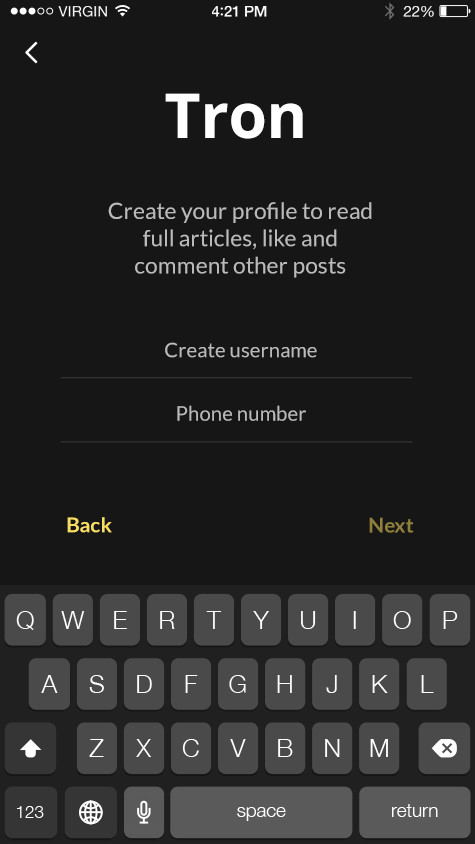 VIRGIN 4:21 PM 22%
Tron
Create your profile to read
full articles, like and
comment other posts
Create username
Phone number
Back Next
Q W E R T Y U I O P
A S D F G H J K L
Z X C V B N M
123 space return